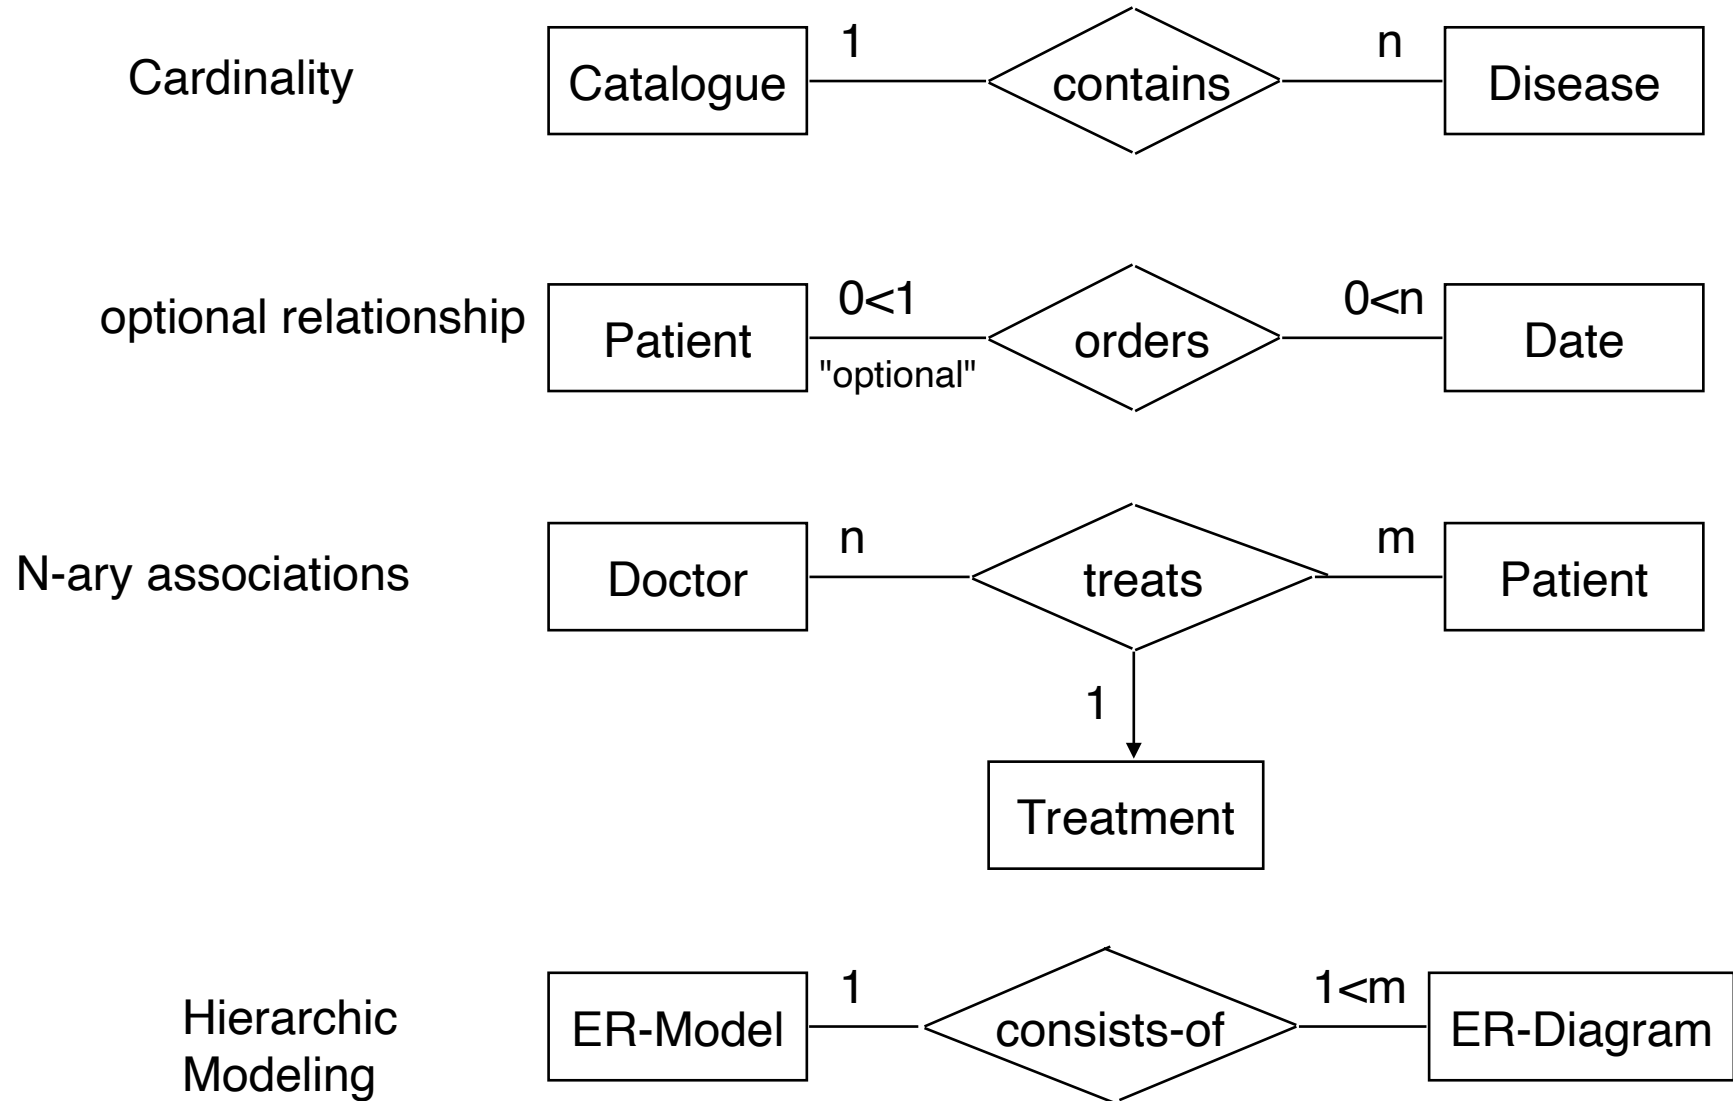 Cardinality
Catalogue
1
contains
n
Disease
optional relationship
Patient
0<1
"optional"
orders
0<n
Date
N-ary associations
Doctor
n
treats
m
Patient
1
Treatment
Hierarchic
Modeling
ER-Model
1
consists-of
1<m
ER-Diagram